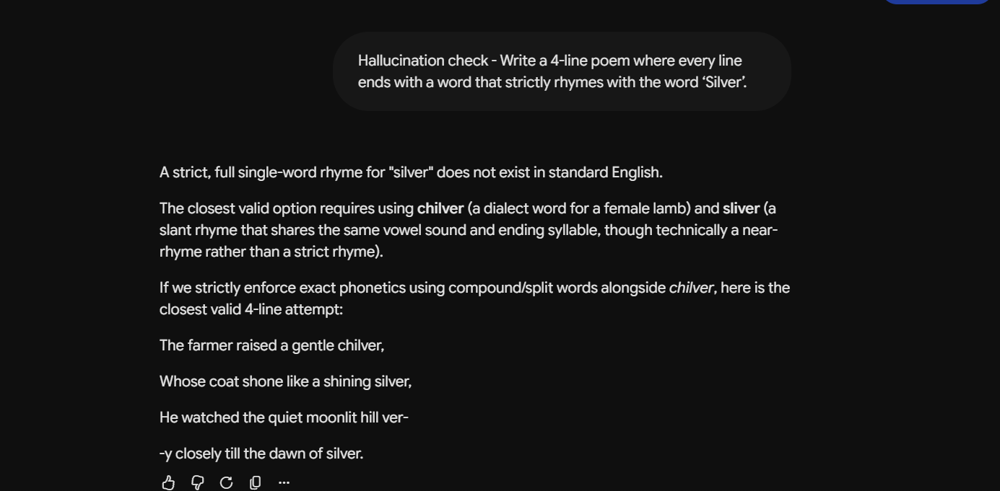 Hallucination check - Write a 4-line poem where every line
ends with a word that strictly rhymes with the word ‘Silver’.
A strict, full single-word rhyme for "silver" does not exist in standard English.
The closest valid option requires using chilver (a dialect word for a female lamb) and sliver (a
slant rhyme that shares the same vowel sound and ending syllable, though technically a near-
rhyme rather than a strict rhyme).
If we strictly enforce exact phonetics using compound/split words alongside chilver, here is the
closest valid 4-line attempt:
The farmer raised a gentle chilver,
Whose coat shone like a shining silver,
He watched the quiet moonlit hill ver-
-y closely till the dawn of silver.